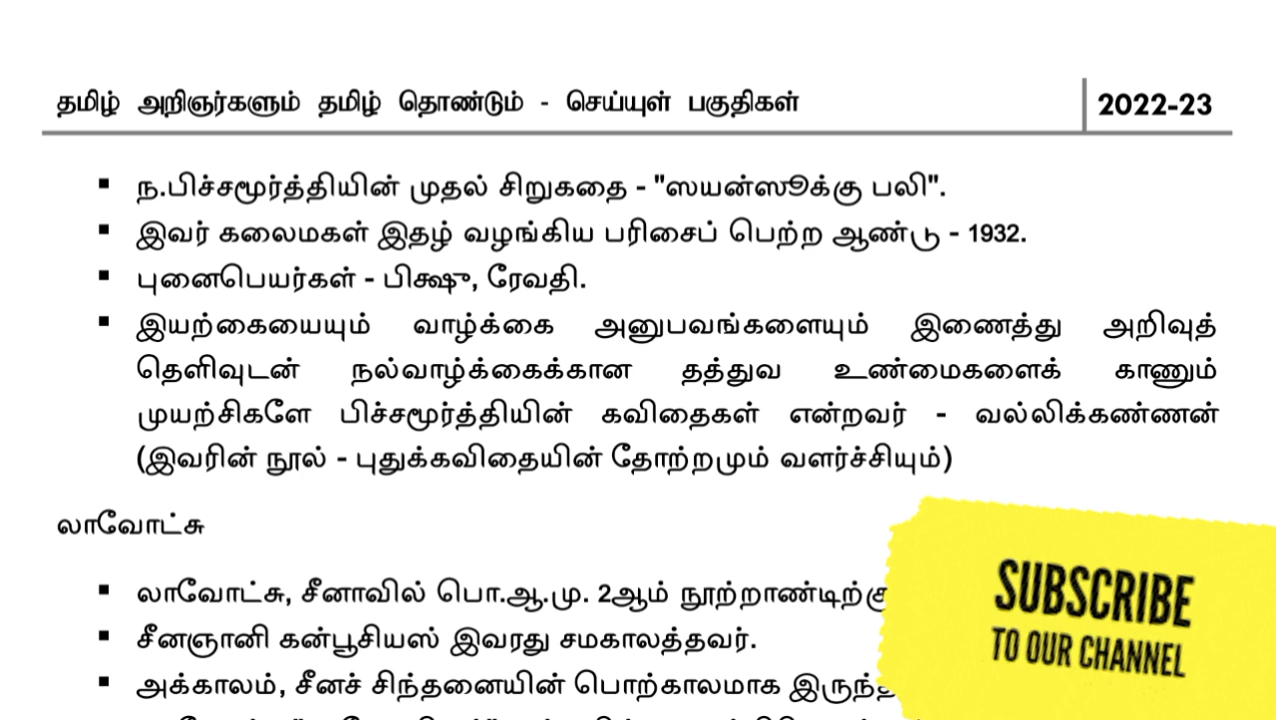 தமிழ் அறிஞர்களும் தமிழ் தொண்டும் - செய்யுள் பகுதிகள்
2022-23
▪ ந.பிச்சமூர்த்தியின் முதல் சிறுகதை - "ஸயன்ஸூக்கு பலி".
▪ இவர் கலைமகள் இதழ் வழங்கிய பரிசைப் பெற்ற ஆண்டு - 1932.
▪ புனைபெயர்கள் - பிக்ஷு, ரேவதி.
▪ இயற்கையையும் வாழ்க்கை அனுபவங்களையும் இணைத்து அறிவுத்
தெளிவுடன் நல்வாழ்க்கைக்கான தத்துவ உண்மைகளைக் காணும்
முயற்சிகளே பிச்சமூர்த்தியின் கவிதைகள் என்றவர் - வல்லிக்கண்ணன்
(இவரின் நூல் - புதுக்கவிதையின் தோற்றமும் வளர்ச்சியும்)
லாவோட்சு
▪ லாவோட்சு, சீனாவில் பொ.ஆ.மு. 2ஆம்
▪ சீனஞானி கன்பூசியஸ் இவரது சமகாலத்தவர்.
▪ அக்காலம், சீனச் சிந்தனையின் பொற்காலமாக
SUBSCRIBE
TO OUR CHANNEL